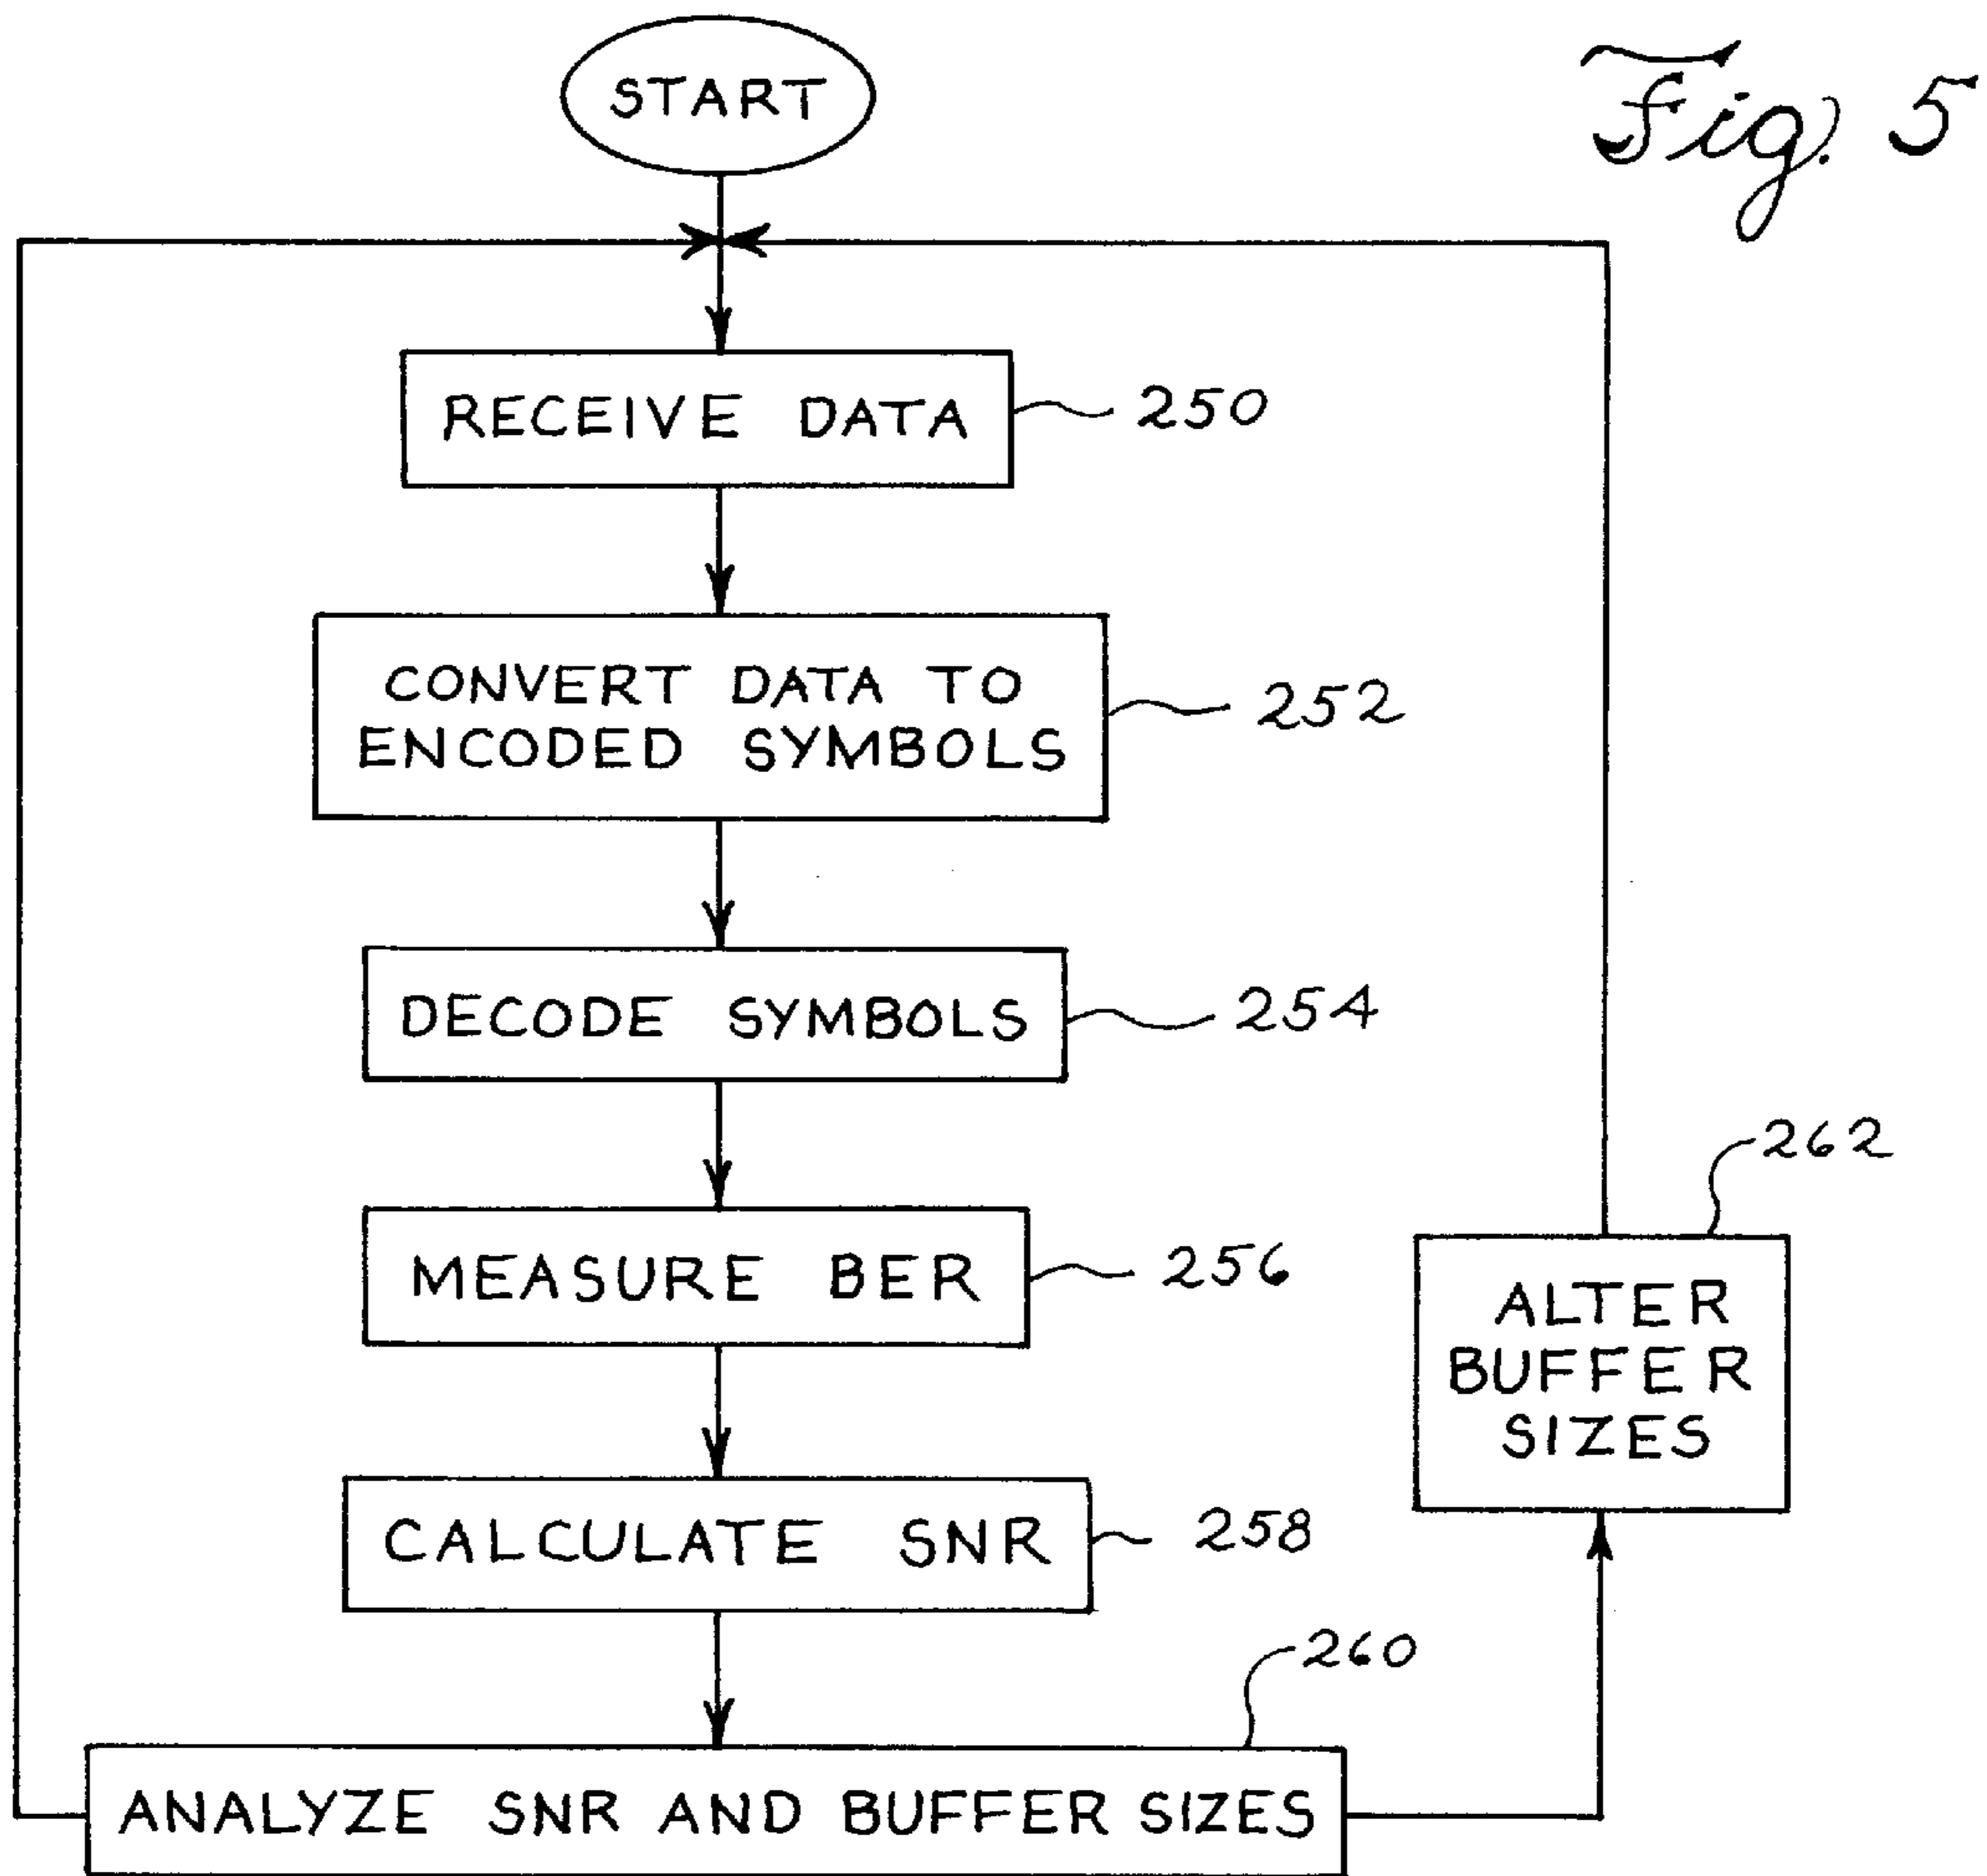 START
Fig. 5
RECEIVE DATA
250
CONVERT DATA TO
ENCODED SYMBOLS
252
DECODE SYMBOLS
254
MEASURE BER
256
262
ALTER
BUFFER
SIZES
CALCULATE SNR
258
260
ANALYZE SNR AND BUFFER SIZES